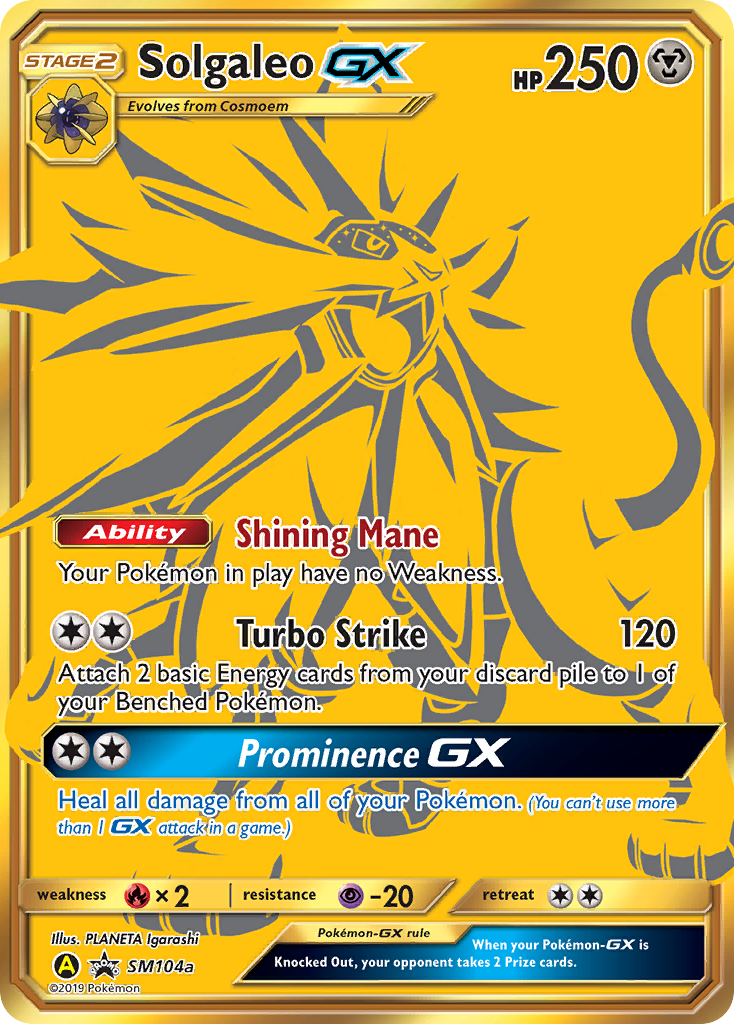 STAGE2 Solgaleo GX HP250
Evolves from Cosmoem
Ability Shining Mane
Your Pokémon in play have no Weakness.
Turbo Strike 120
Attach 2 basic Energy cards from your discard pile to 1 of
your Benched Pokémon.
Prominence GX
Heal all damage from all of your Pokémon. (You can't use more
than 1 GX attack in a game.)
weakness ×2 resistance -20 retreat
Illus. PLANETA Igarashi
Pokémon-GX rule
When your Pokémon-GX is
Knocked Out, your opponent takes 2 Prize cards.
A PROMO SM104a
©2019 Pokémon